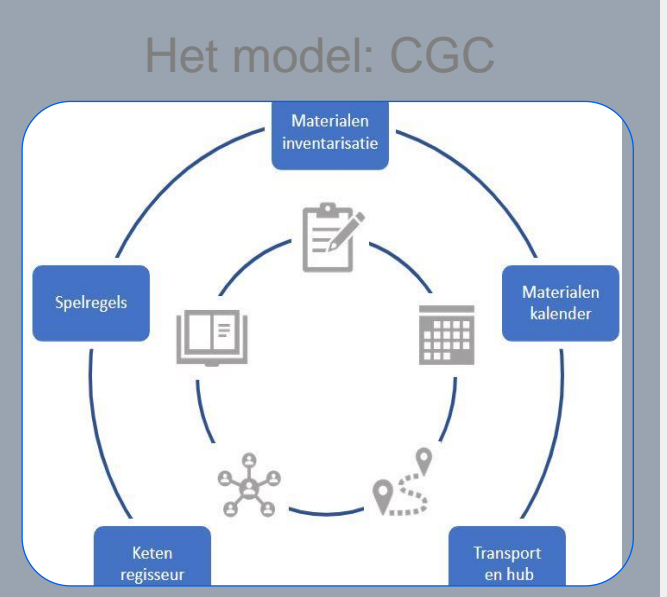 Het model: CGC
Materialen
inventarisatie
Spelregels
Materialen
kalender
Keten
regisseur
Transport
en hub